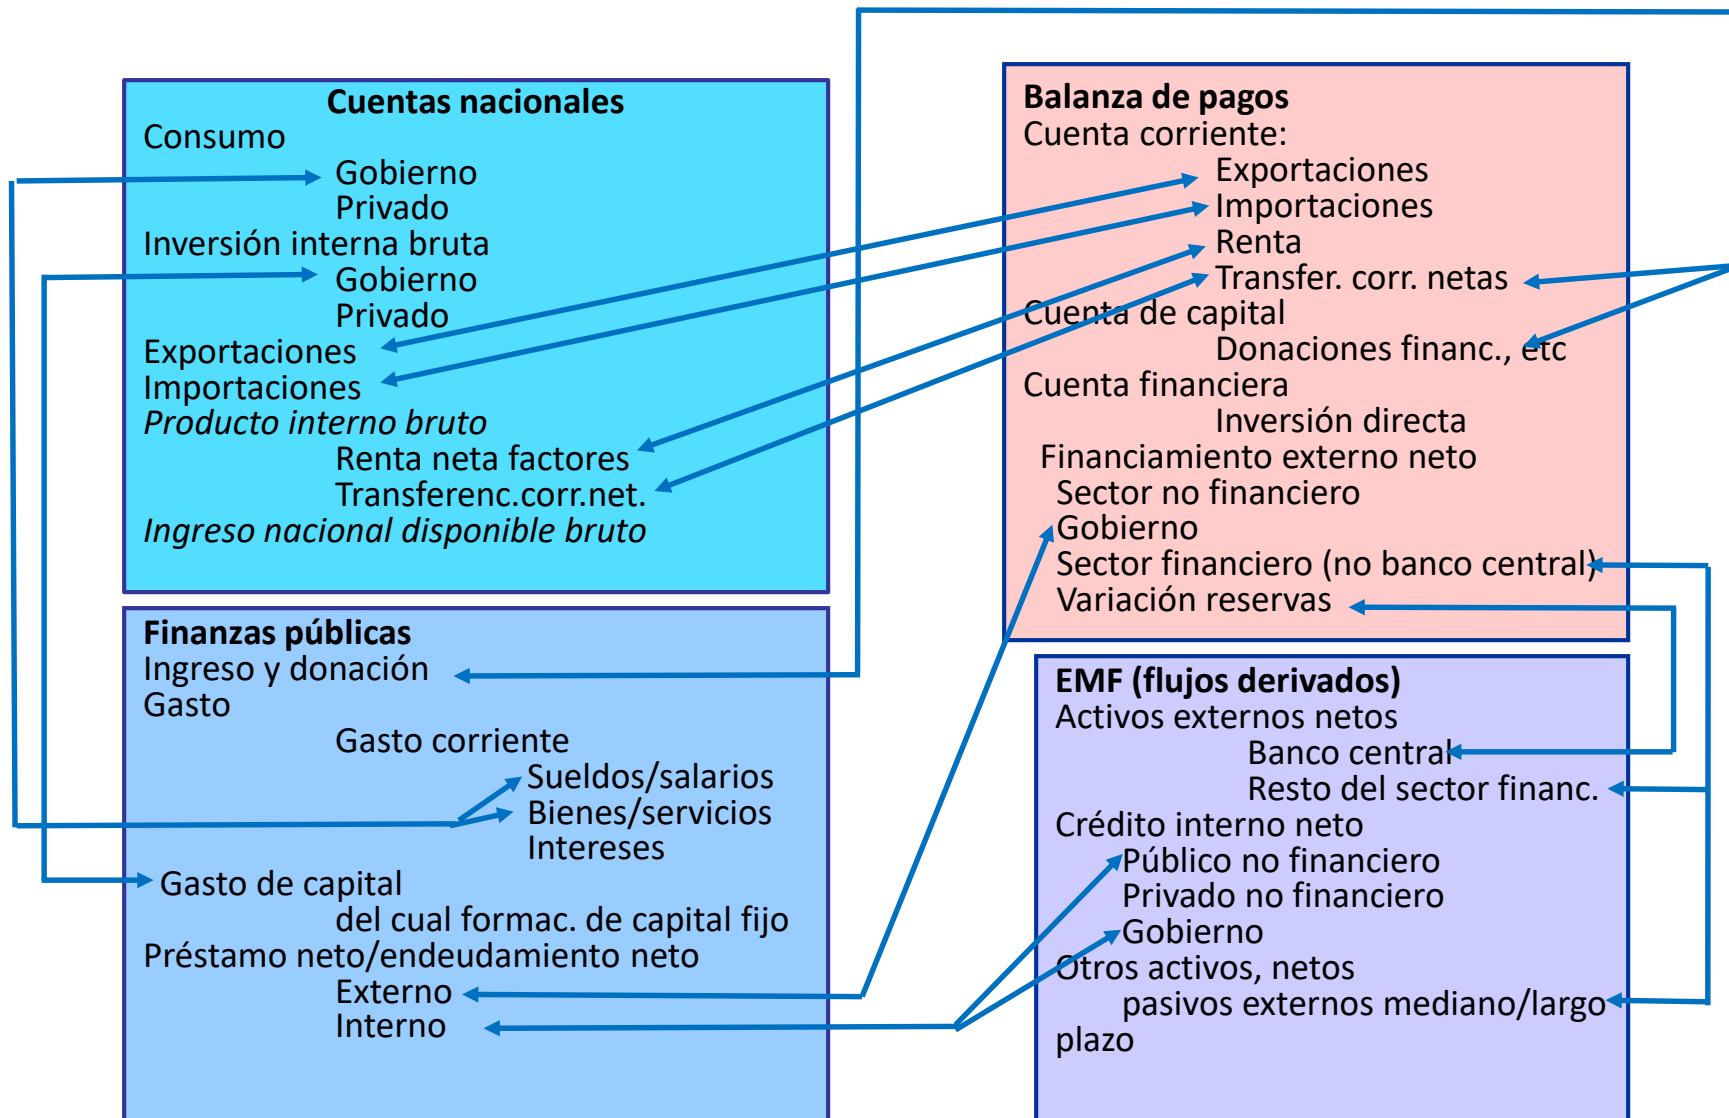 Cuentas nacionales
Consumo
Gobierno
Privado
Inversión interna bruta
Gobierno
Privado
Exportaciones
Importaciones
Producto interno bruto
Renta neta factores
Transferenc.corr.net.
Ingreso nacional disponible bruto
Balanza de pagos
Cuenta corriente:
Exportaciones
Importaciones
Renta
Transfer. corr. netas
Cuenta de capital
Donaciones financ., etc
Cuenta financiera
Inversión directa
Financiamiento externo neto
Sector no financiero
Gobierno
Sector financiero (no banco central)
Variación reservas
Finanzas públicas
Ingreso y donación
Gasto
Gasto corriente
Sueldos/salarios
Bienes/servicios
Intereses
Gasto de capital
del cual formac. de capital fijo
Préstamo neto/endeudamiento neto
Externo
Interno
EMF (flujos derivados)
Activos externos netos
Banco central
Resto del sector financ.
Crédito interno neto
Público no financiero
Privado no financiero
Gobierno
Otros activos, netos
pasivos externos mediano/largo
plazo